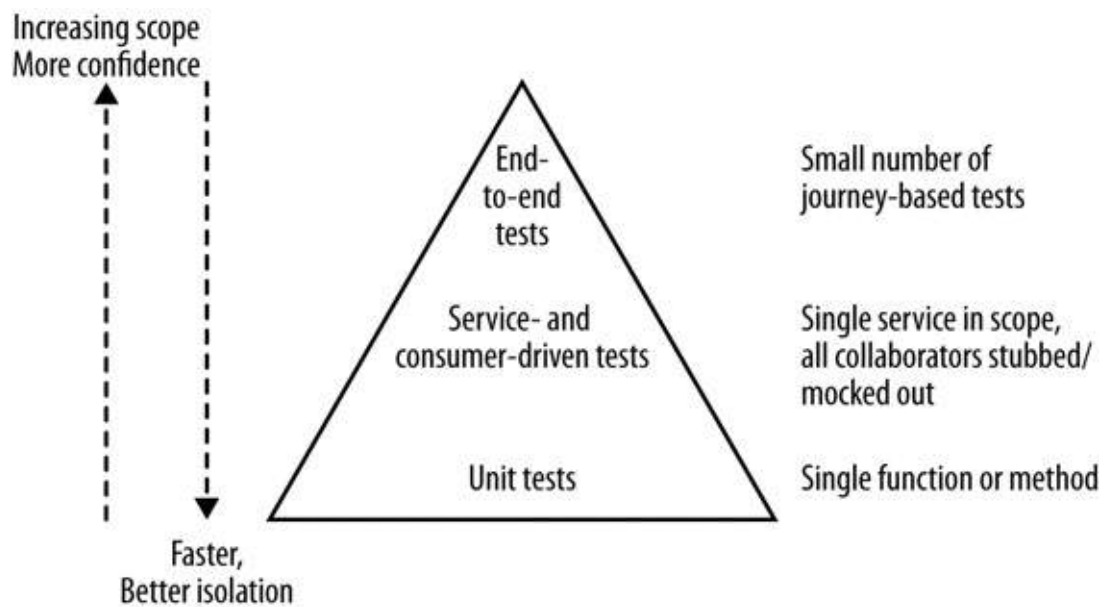 Increasing scope
More confidence
End-
to-end
tests
Small number of
journey-based tests
Service- and
consumer-driven tests
Single service in scope,
all collaborators stubbed/
mocked out
Unit tests
Single function or method
Faster,
Better isolation